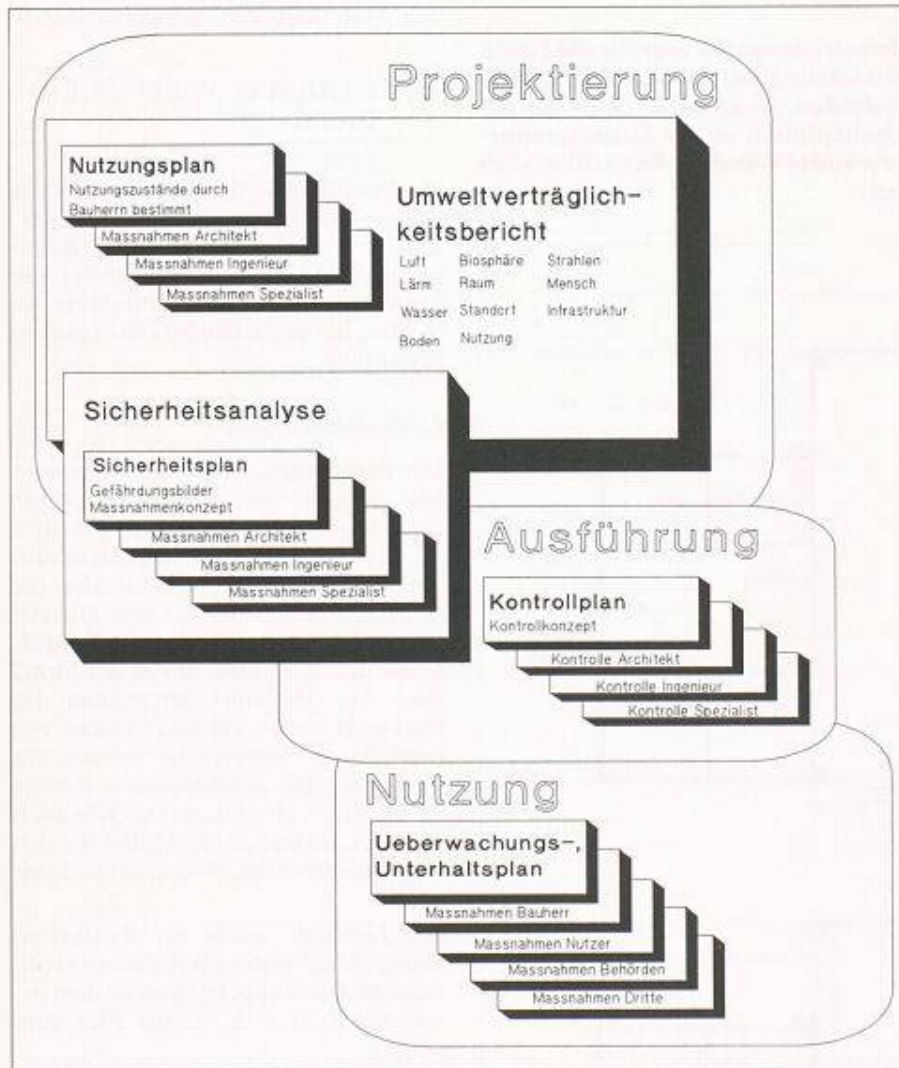 Projektierung
Nutzungsplan
Nutzungszustände durch
Bauherrn bestimmt
Massnahmen Architekt
Massnahmen Ingenieur
Massnahmen Spezialist
Umweltverträglich-
keitsbericht
Luft Biosphäre Strahlen
Lärm Raum Mensch
Wasser Standort Infrastruktur
Boden Nutzung
Sicherheitsanalyse
Sicherheitsplan
Gefährdungsbilder
Massnahmenkonzept
Massnahmen Architekt
Massnahmen Ingenieur
Massnahmen Spezialist
Ausführung
Kontrollplan
Kontrollkonzept
Kontrolle Architekt
Kontrolle Ingenieur
Kontrolle Spezialist
Nutzung
Ueberwachungs-,
Unterhaltsplan
Massnahmen Bauherr
Massnahmen Nutzer
Massnahmen Behörden
Massnahmen Dritte